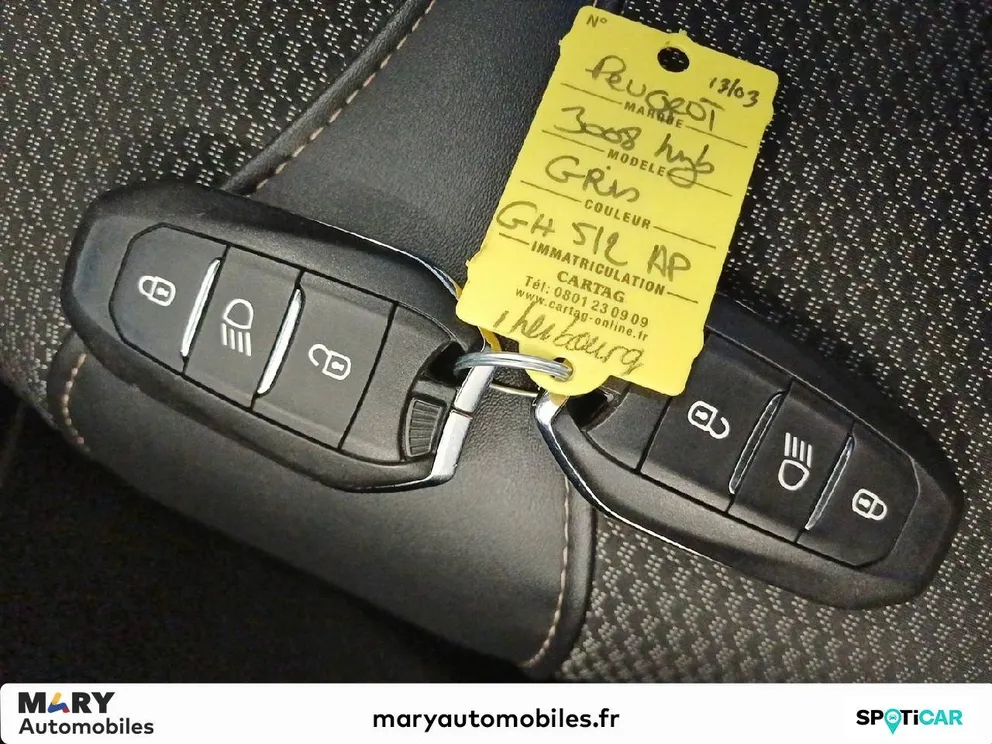 N°
13/03
Peugeot
MARQUE
3008 hyb
MODELE
Gris
COULEUR
GH 512 AP
IMMATRICULATION
CARTAG
Tél: 0801 23 09 09
www.cartag-online.fr
cherbourg
MARY
Automobiles
maryautomobiles.fr
SPOTiCAR